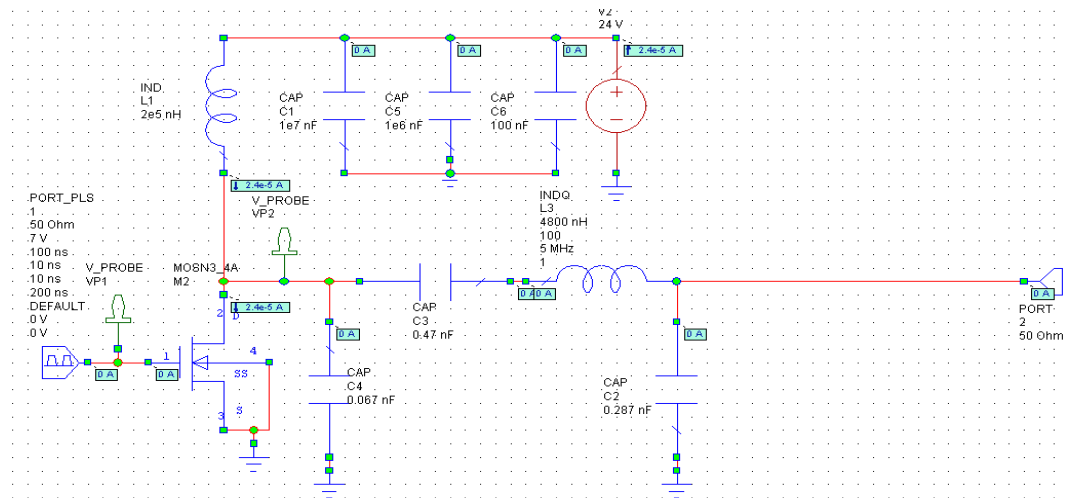 V2
24 V
0 A
0 A
0 A
2.4e-5 A
IND
L1
2e5 nH
CAP
C1
1e7 nF
CAP
C5
1e6 nF
CAP
C6
100 nF
+
-
2.4e-5 A
PORT_PLS
1
50 Ohm
7 V
100 ns
10 ns
10 ns
200 ns
DEFAULT
0 V
0 V
V_PROBE
VP1
V_PROBE
VP2
MOSN3_4A
M2
INDQ
L3
4800 nH
100
5 MHz
1
2
D
2.4e-5 A
0 A
0 A
CAP
C3
0.47 nF
0 A
PORT
2
50 Ohm
0 A
0 A
1
4
SS
0 A
0 A
3
S
CAP
C4
0.067 nF
CAP
C2
0.287 nF